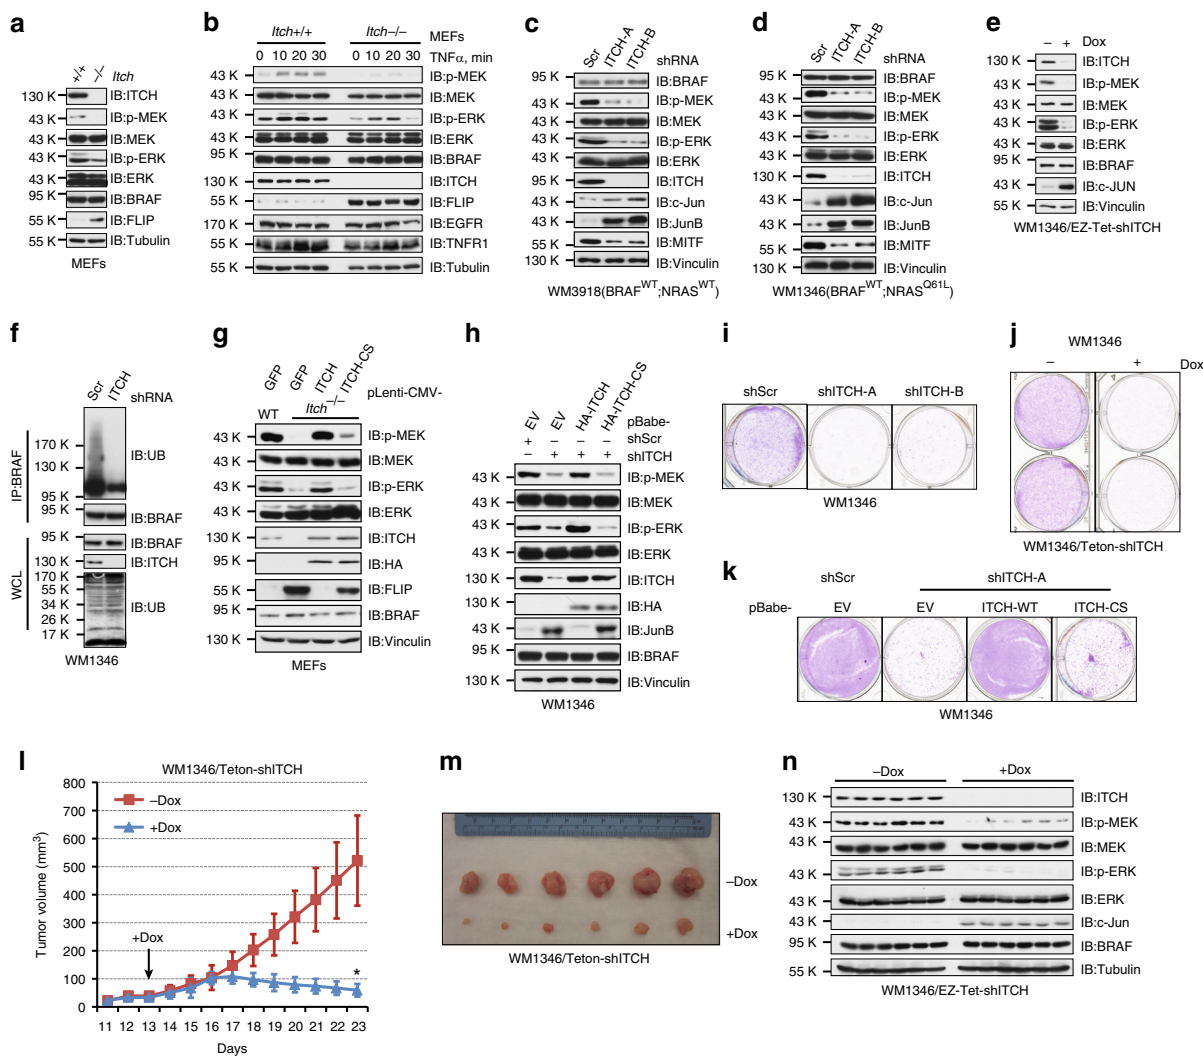 a
+/+ –/– Itch
130 K IB:ITCH
43 K IB:p-MEK
43 K IB:MEK
43 K IB:p-ERK
43 K IB:ERK
95 K IB:BRAF
55 K IB:FLIP
55 K IB:Tubulin
MEFs
b
Itch+/+ Itch–/– MEFs
0 10 20 30 0 10 20 30 TNFα, min
43 K IB:p-MEK
43 K IB:MEK
43 K IB:p-ERK
43 K IB:ERK
95 K IB:BRAF
130 K IB:ITCH
55 K IB:FLIP
170 K IB:EGFR
55 K IB:TNFR1
55 K IB:Tubulin
c
Scr ITCH-A ITCH-B shRNA
95 K IB:BRAF
43 K IB:p-MEK
43 K IB:MEK
43 K IB:p-ERK
43 K IB:ERK
95 K IB:ITCH
43 K IB:c-Jun
43 K IB:JunB
55 K IB:MITF
130 K IB:Vinculin
WM3918(BRAFWT;NRASWT)
d
Scr ITCH-A ITCH-B shRNA
95 K IB:BRAF
43 K IB:p-MEK
43 K IB:MEK
43 K IB:p-ERK
43 K IB:ERK
130 K IB:ITCH
43 K IB:c-Jun
43 K IB:JunB
55 K IB:MITF
130 K IB:Vinculin
WM1346(BRAFWT;NRASQ61L)
e
– + Dox
130 K IB:ITCH
43 K IB:p-MEK
43 K IB:MEK
43 K IB:p-ERK
43 K IB:ERK
95 K IB:BRAF
43 K IB:c-JUN
55 K IB:Vinculin
WM1346/EZ-Tet-shITCH
f
Scr ITCH shRNA
IP:BRAF
170 K
130 K IB:UB
95 K
95 K IB:BRAF
WCL
95 K IB:BRAF
130 K IB:ITCH
170 K
55 K
34 K IB:UB
26 K
17 K
WM1346
g
GFP GFP ITCH ITCH-CS pLenti-CMV-
WT Itch–/–
43 K IB:p-MEK
43 K IB:MEK
43 K IB:p-ERK
43 K IB:ERK
130 K IB:ITCH
95 K IB:HA
55 K IB:FLIP
95 K IB:BRAF
130 K IB:Vinculin
MEFs
h
EV EV HA-ITCH HA-ITCH-CS pBabe-
+ – – – shScr
– + + + shITCH
43 K IB:p-MEK
43 K IB:MEK
43 K IB:p-ERK
43 K IB:ERK
130 K IB:ITCH
130 K IB:HA
43 K IB:JunB
95 K IB:BRAF
130 K IB:Vinculin
WM1346
i
shScr shITCH-A shITCH-B
WM1346
j
WM1346
– + Dox
WM1346/Teton-shITCH
k
shScr shITCH-A
pBabe- EV EV ITCH-WT ITCH-CS
WM1346
l
WM1346/Teton-shITCH
Tumor volume (mm3)
800
700
600
500
400
300
200
100
0
–Dox
+Dox
+Dox
*
11 12 13 14 15 16 17 18 19 20 21 22 23
Days
m
–Dox
+Dox
WM1346/Teton-shITCH
n
–Dox +Dox
130 K IB:ITCH
43 K IB:p-MEK
43 K IB:MEK
43 K IB:p-ERK
43 K IB:ERK
43 K IB:c-Jun
95 K IB:BRAF
55 K IB:Tubulin
WM1346/EZ-Tet-shITCH